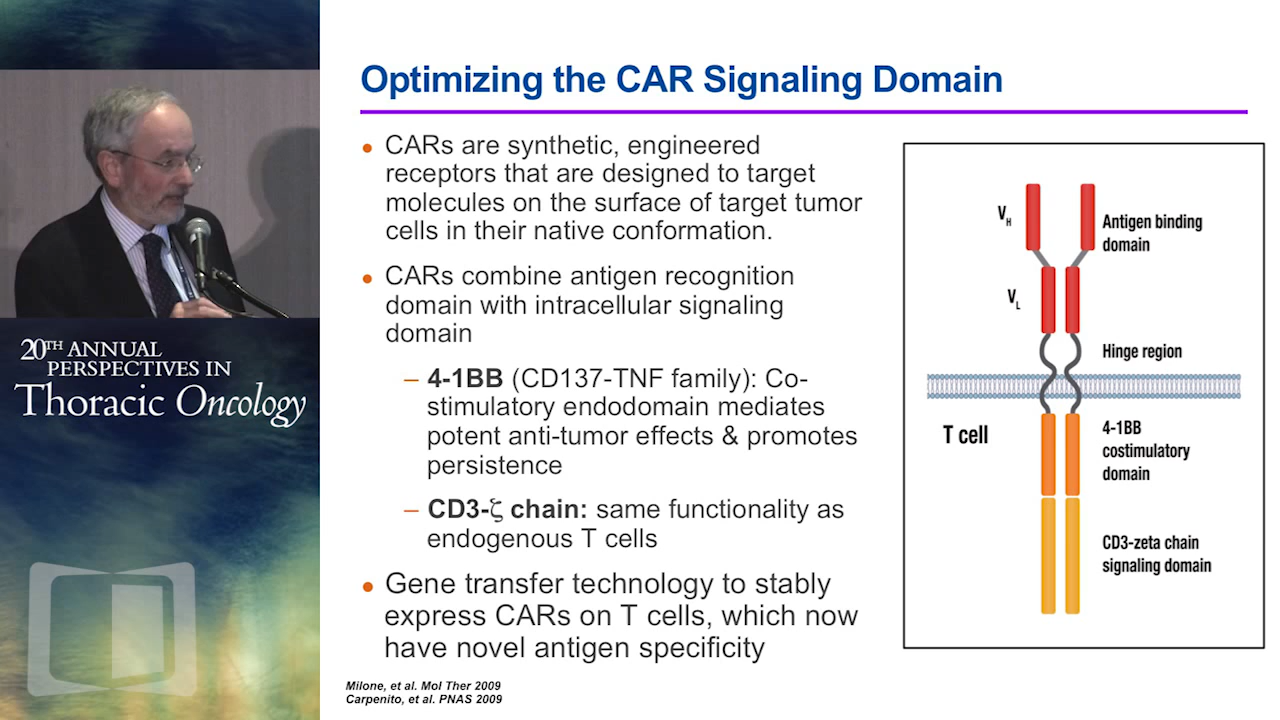 Optimizing the CAR Signaling Domain
● CARs are synthetic, engineered
receptors that are designed to target
molecules on the surface of target tumor
cells in their native conformation.
● CARs combine antigen recognition
domain with intracellular signaling
domain
– 4-1BB (CD137-TNF family): Co-
stimulatory endodomain mediates
potent anti-tumor effects & promotes
persistence
– CD3-ζ chain: same functionality as
endogenous T cells
● Gene transfer technology to stably
express CARs on T cells, which now
have novel antigen specificity
Milone, et al. Mol Ther 2009
Carpenito, et al. PNAS 2009
VH
Antigen binding
domain
VL
Hinge region
T cell
4-1BB
costimulatory
domain
CD3-zeta chain
signaling domain
20TH ANNUAL
PERSPECTIVES IN
Thoracic Oncology